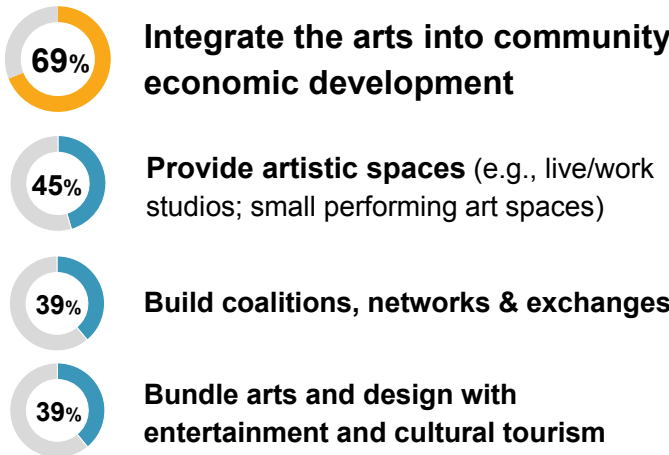 69%
Integrate the arts into community
economic development
45%
Provide artistic spaces (e.g., live/work
studios; small performing art spaces)
39%
Build coalitions, networks & exchanges
39%
Bundle arts and design with
entertainment and cultural tourism